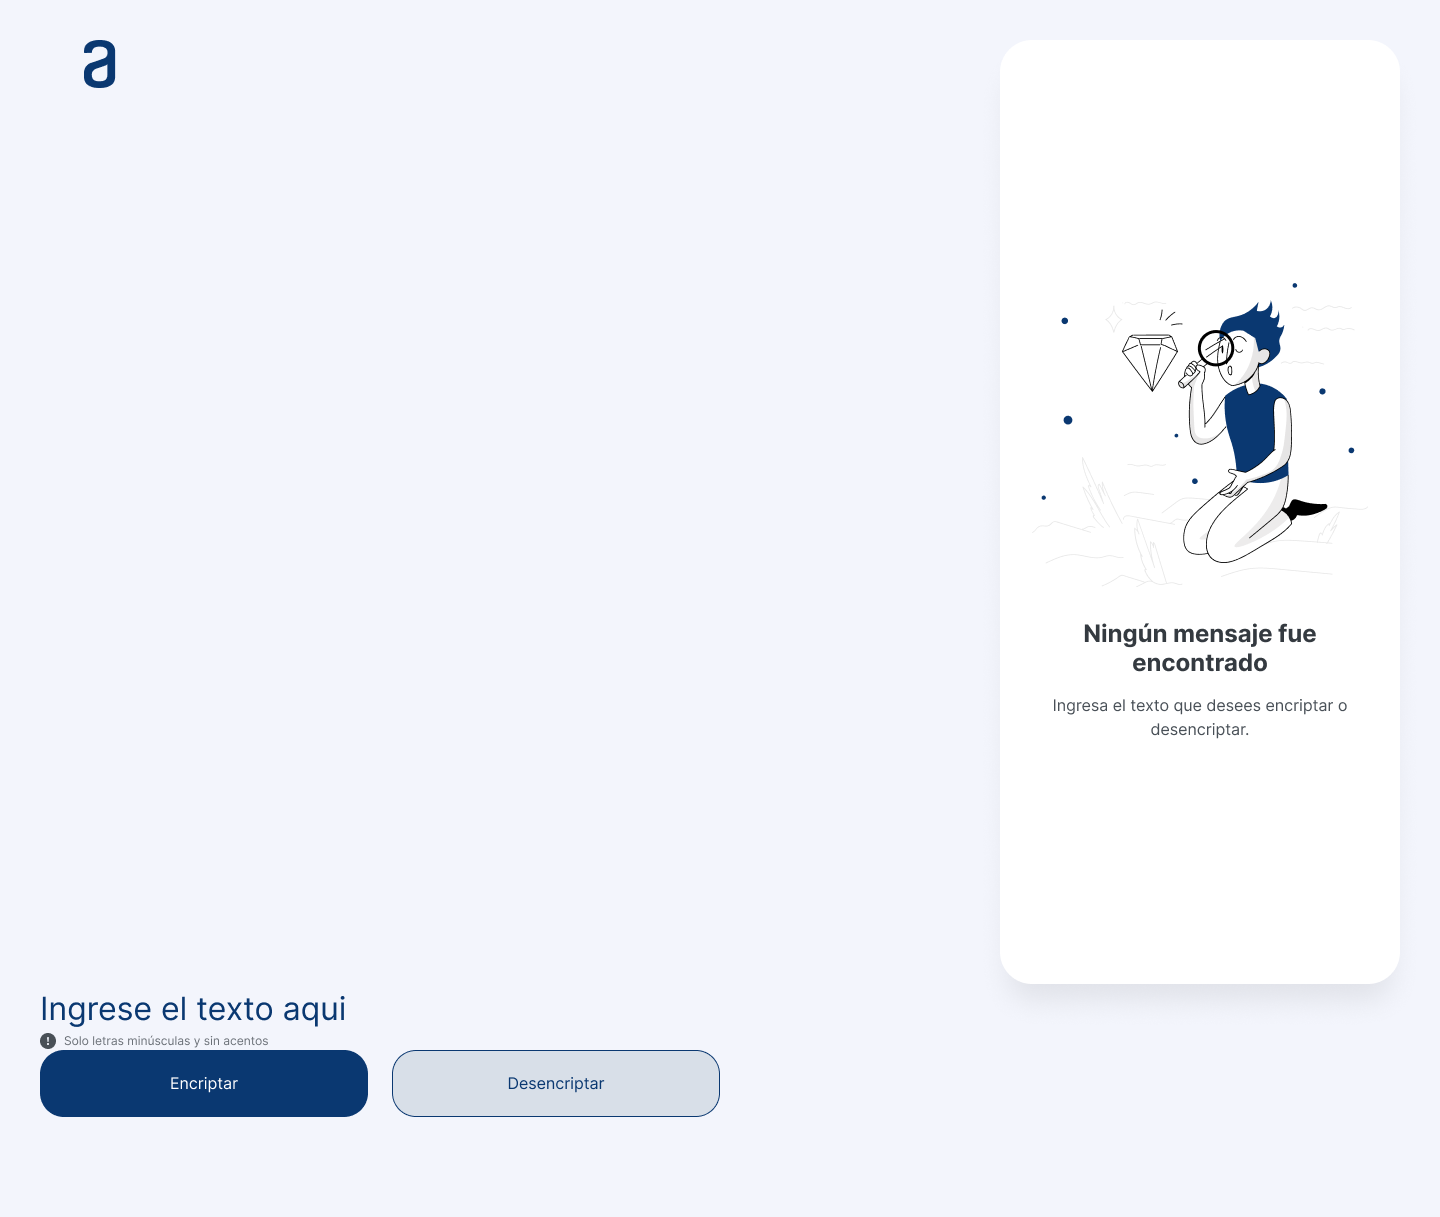 a
Ningún mensaje fue
encontrado
Ingresa el texto que desees encriptar o
desencriptar.
Ingrese el texto aqui
! Solo letras minúsculas y sin acentos
Encriptar
Desencriptar